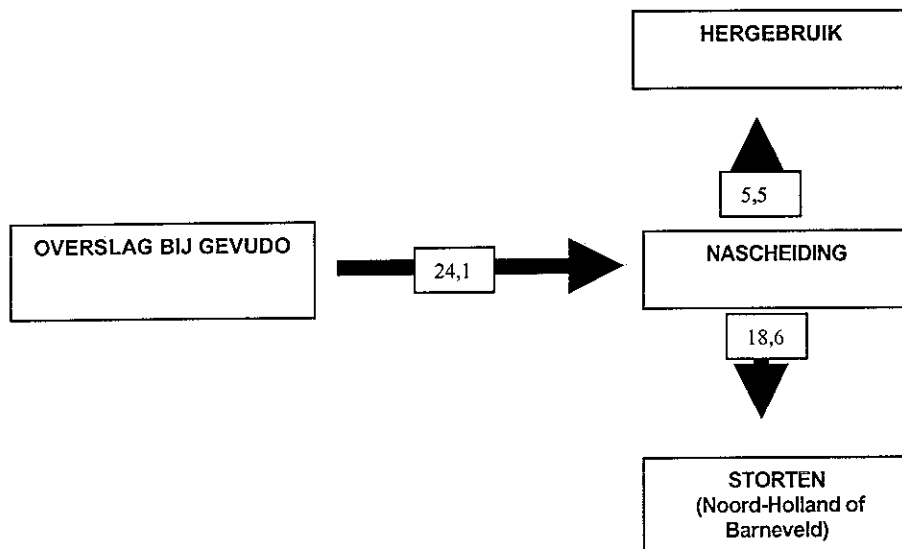 HERGEBRUIK
5,5
OVERSLAG BIJ GEVUDO
24,1
NASCHEIDING
18,6
STORTEN
(Noord-Holland of
Barneveld)